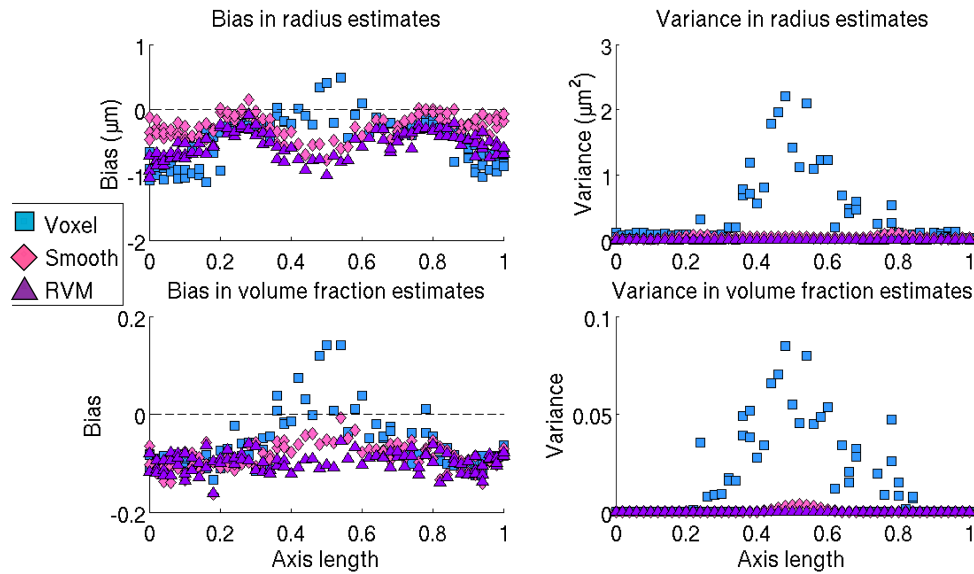 Bias in radius estimates
Variance in radius estimates
1
0
-1
-2
Bias (µm)
0 0.2 0.4 0.6 0.8 1
3
2
1
0
Variance (µm²)
0 0.2 0.4 0.6 0.8 1
Voxel
Smooth
RVM
Bias in volume fraction estimates
Variance in volume fraction estimates
0.2
0
-0.2
Bias
0 0.2 0.4 0.6 0.8 1
Axis length
0.1
0.05
0
Variance
0 0.2 0.4 0.6 0.8 1
Axis length